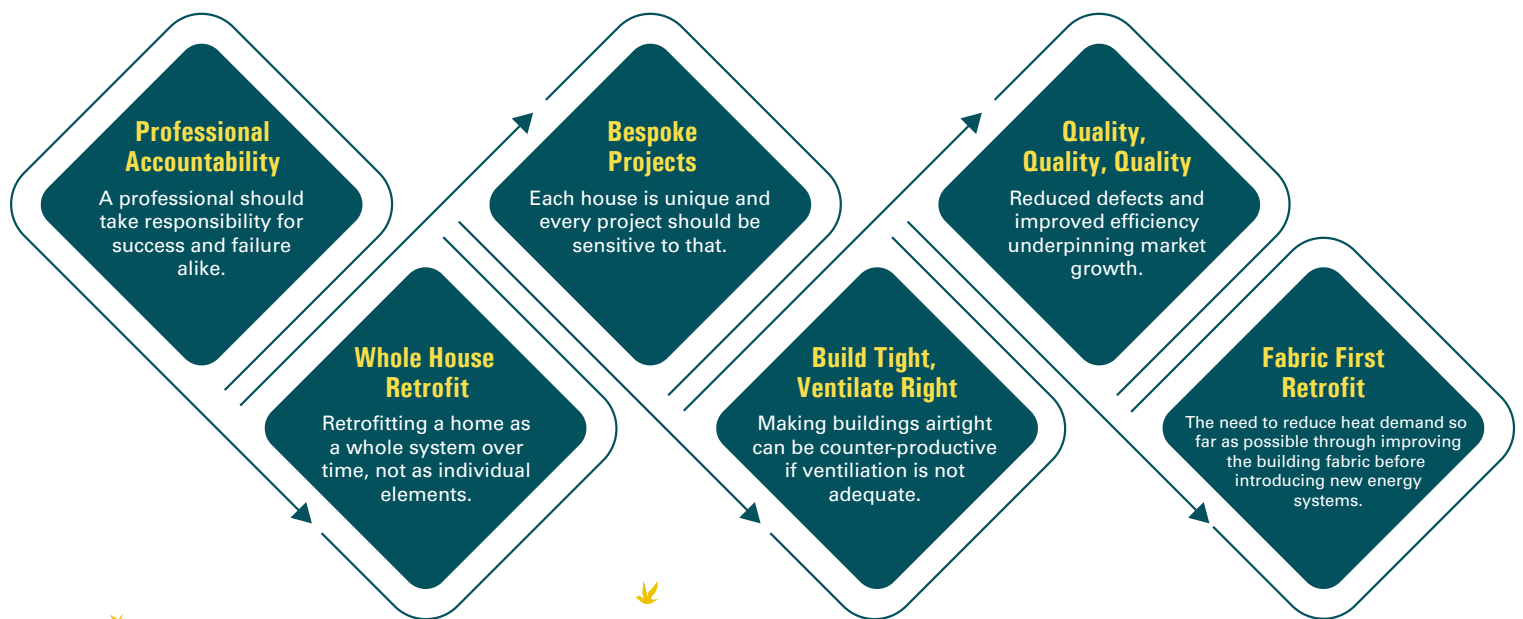 Professional
Accountability
A professional should
take responsibility for
success and failure
alike.
Whole House
Retrofit
Retrofitting a home as
a whole system over
time, not as individual
elements.
Bespoke
Projects
Each house is unique and
every project should be
sensitive to that.
Build Tight,
Ventilate Right
Making buildings airtight
can be counter-productive
if ventiliation is not
adequate.
Quality,
Quality, Quality
Reduced defects and
improved efficiency
underpinning market
growth.
Fabric First
Retrofit
The need to reduce heat demand so
far as possible through improving
the building fabric before
introducing new energy
systems.